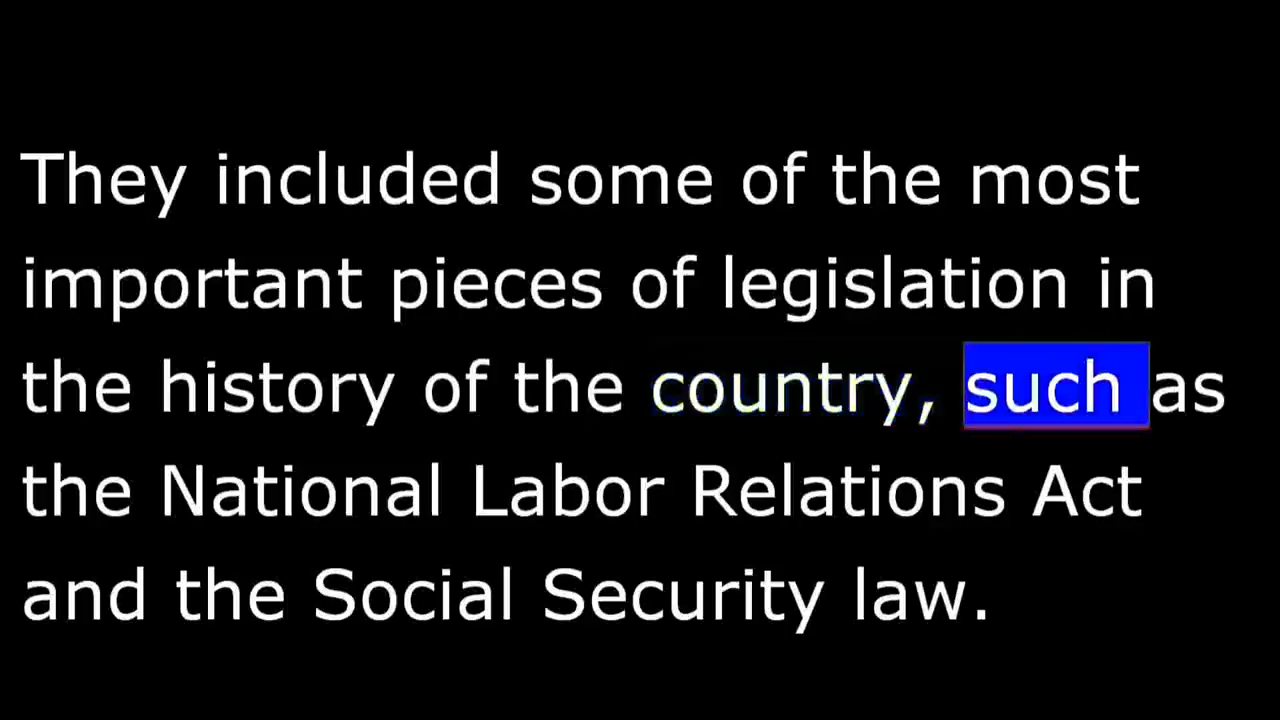 They included some of the most
important pieces of legislation in
the history of the country, such as
the National Labor Relations Act
and the Social Security law.